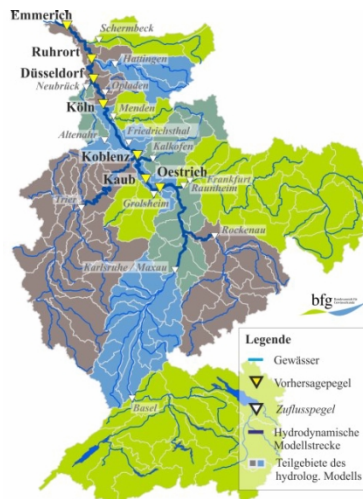 Emmerich
Schermbeck
Ruhrort
Hattingen
Düsseldorf
Neubrück
Opladen
Köln
Menden
Altenahr
Friedrichsthal
Koblenz
Kalkofen
Kaub
Oestrich
Frankfurt
Raunheim
Trier
Grolsheim
Rockenau
Karlsruhe / Maxau
bfg
Basel
Legende
Gewässer
Vorhersagepegel
Zuflusspegel
Hydrodynamische
Modellstrecke
Teilgebiete des
hydrolog. Modells